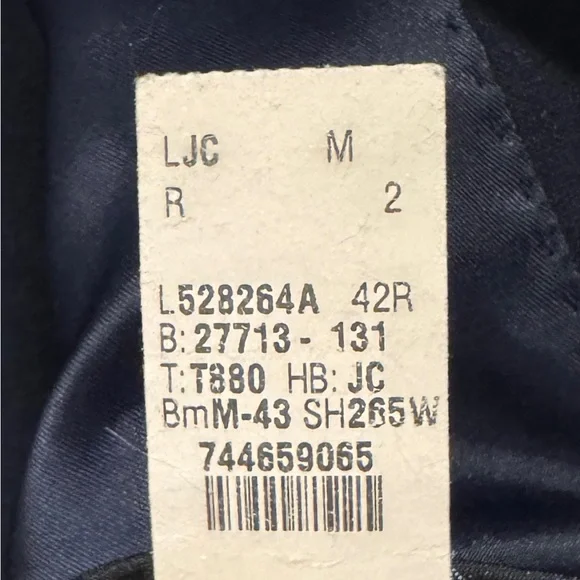 LJC M
R 2
L528264A 42R
B: 27713- 131
T: T880 HB: JC
BmM-43 SH265W
744659065